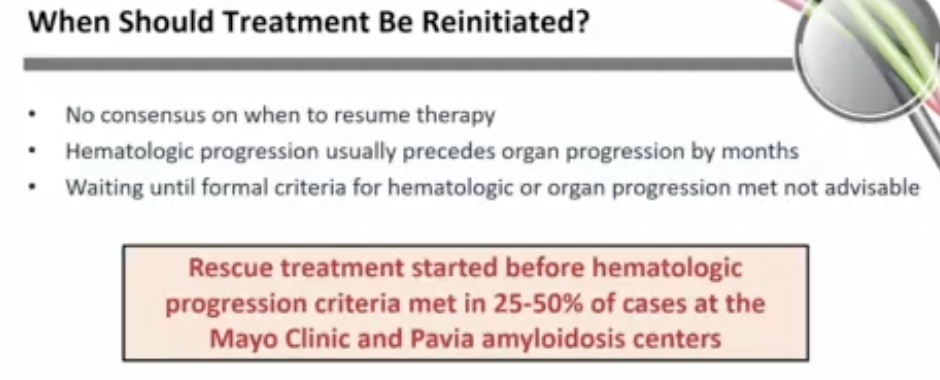 When Should Treatment Be Reinitiated?
• No consensus on when to resume therapy
• Hematologic progression usually precedes organ progression by months
• Waiting until formal criteria for hematologic or organ progression met not advisable
Rescue treatment started before hematologic
progression criteria met in 25-50% of cases at the
Mayo Clinic and Pavia amyloidosis centers